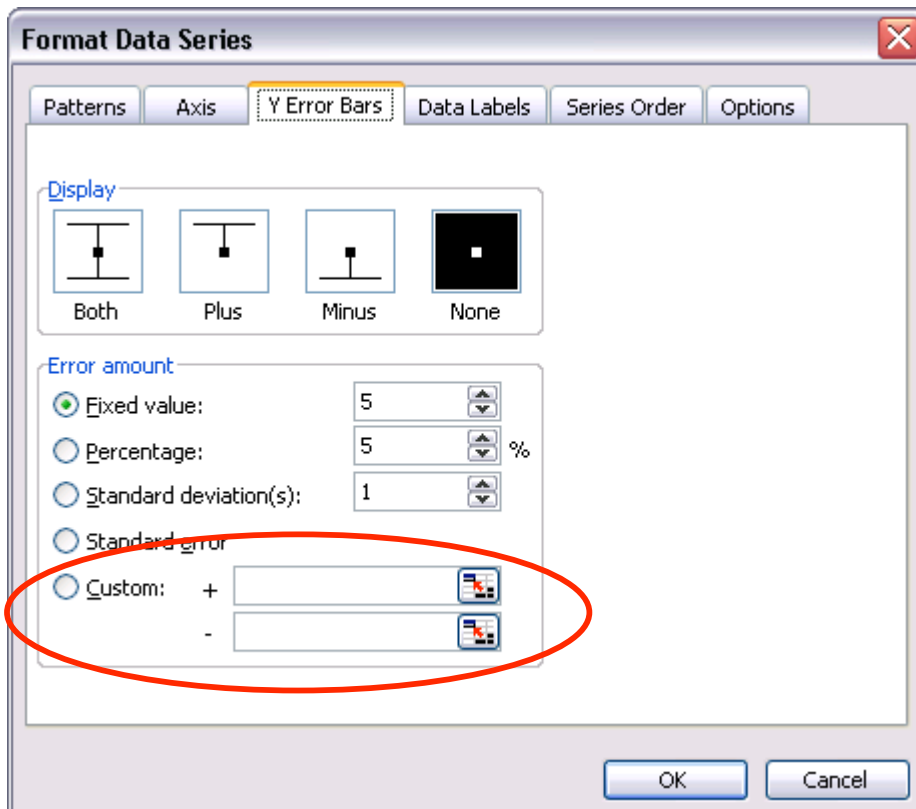 Format Data Series
Patterns Axis Y Error Bars Data Labels Series Order Options
Display
Both Plus Minus None
Error amount
Fixed value: 5
Percentage: 5 %
Standard deviation(s): 1
Standard error
Custom: +
-
OK Cancel